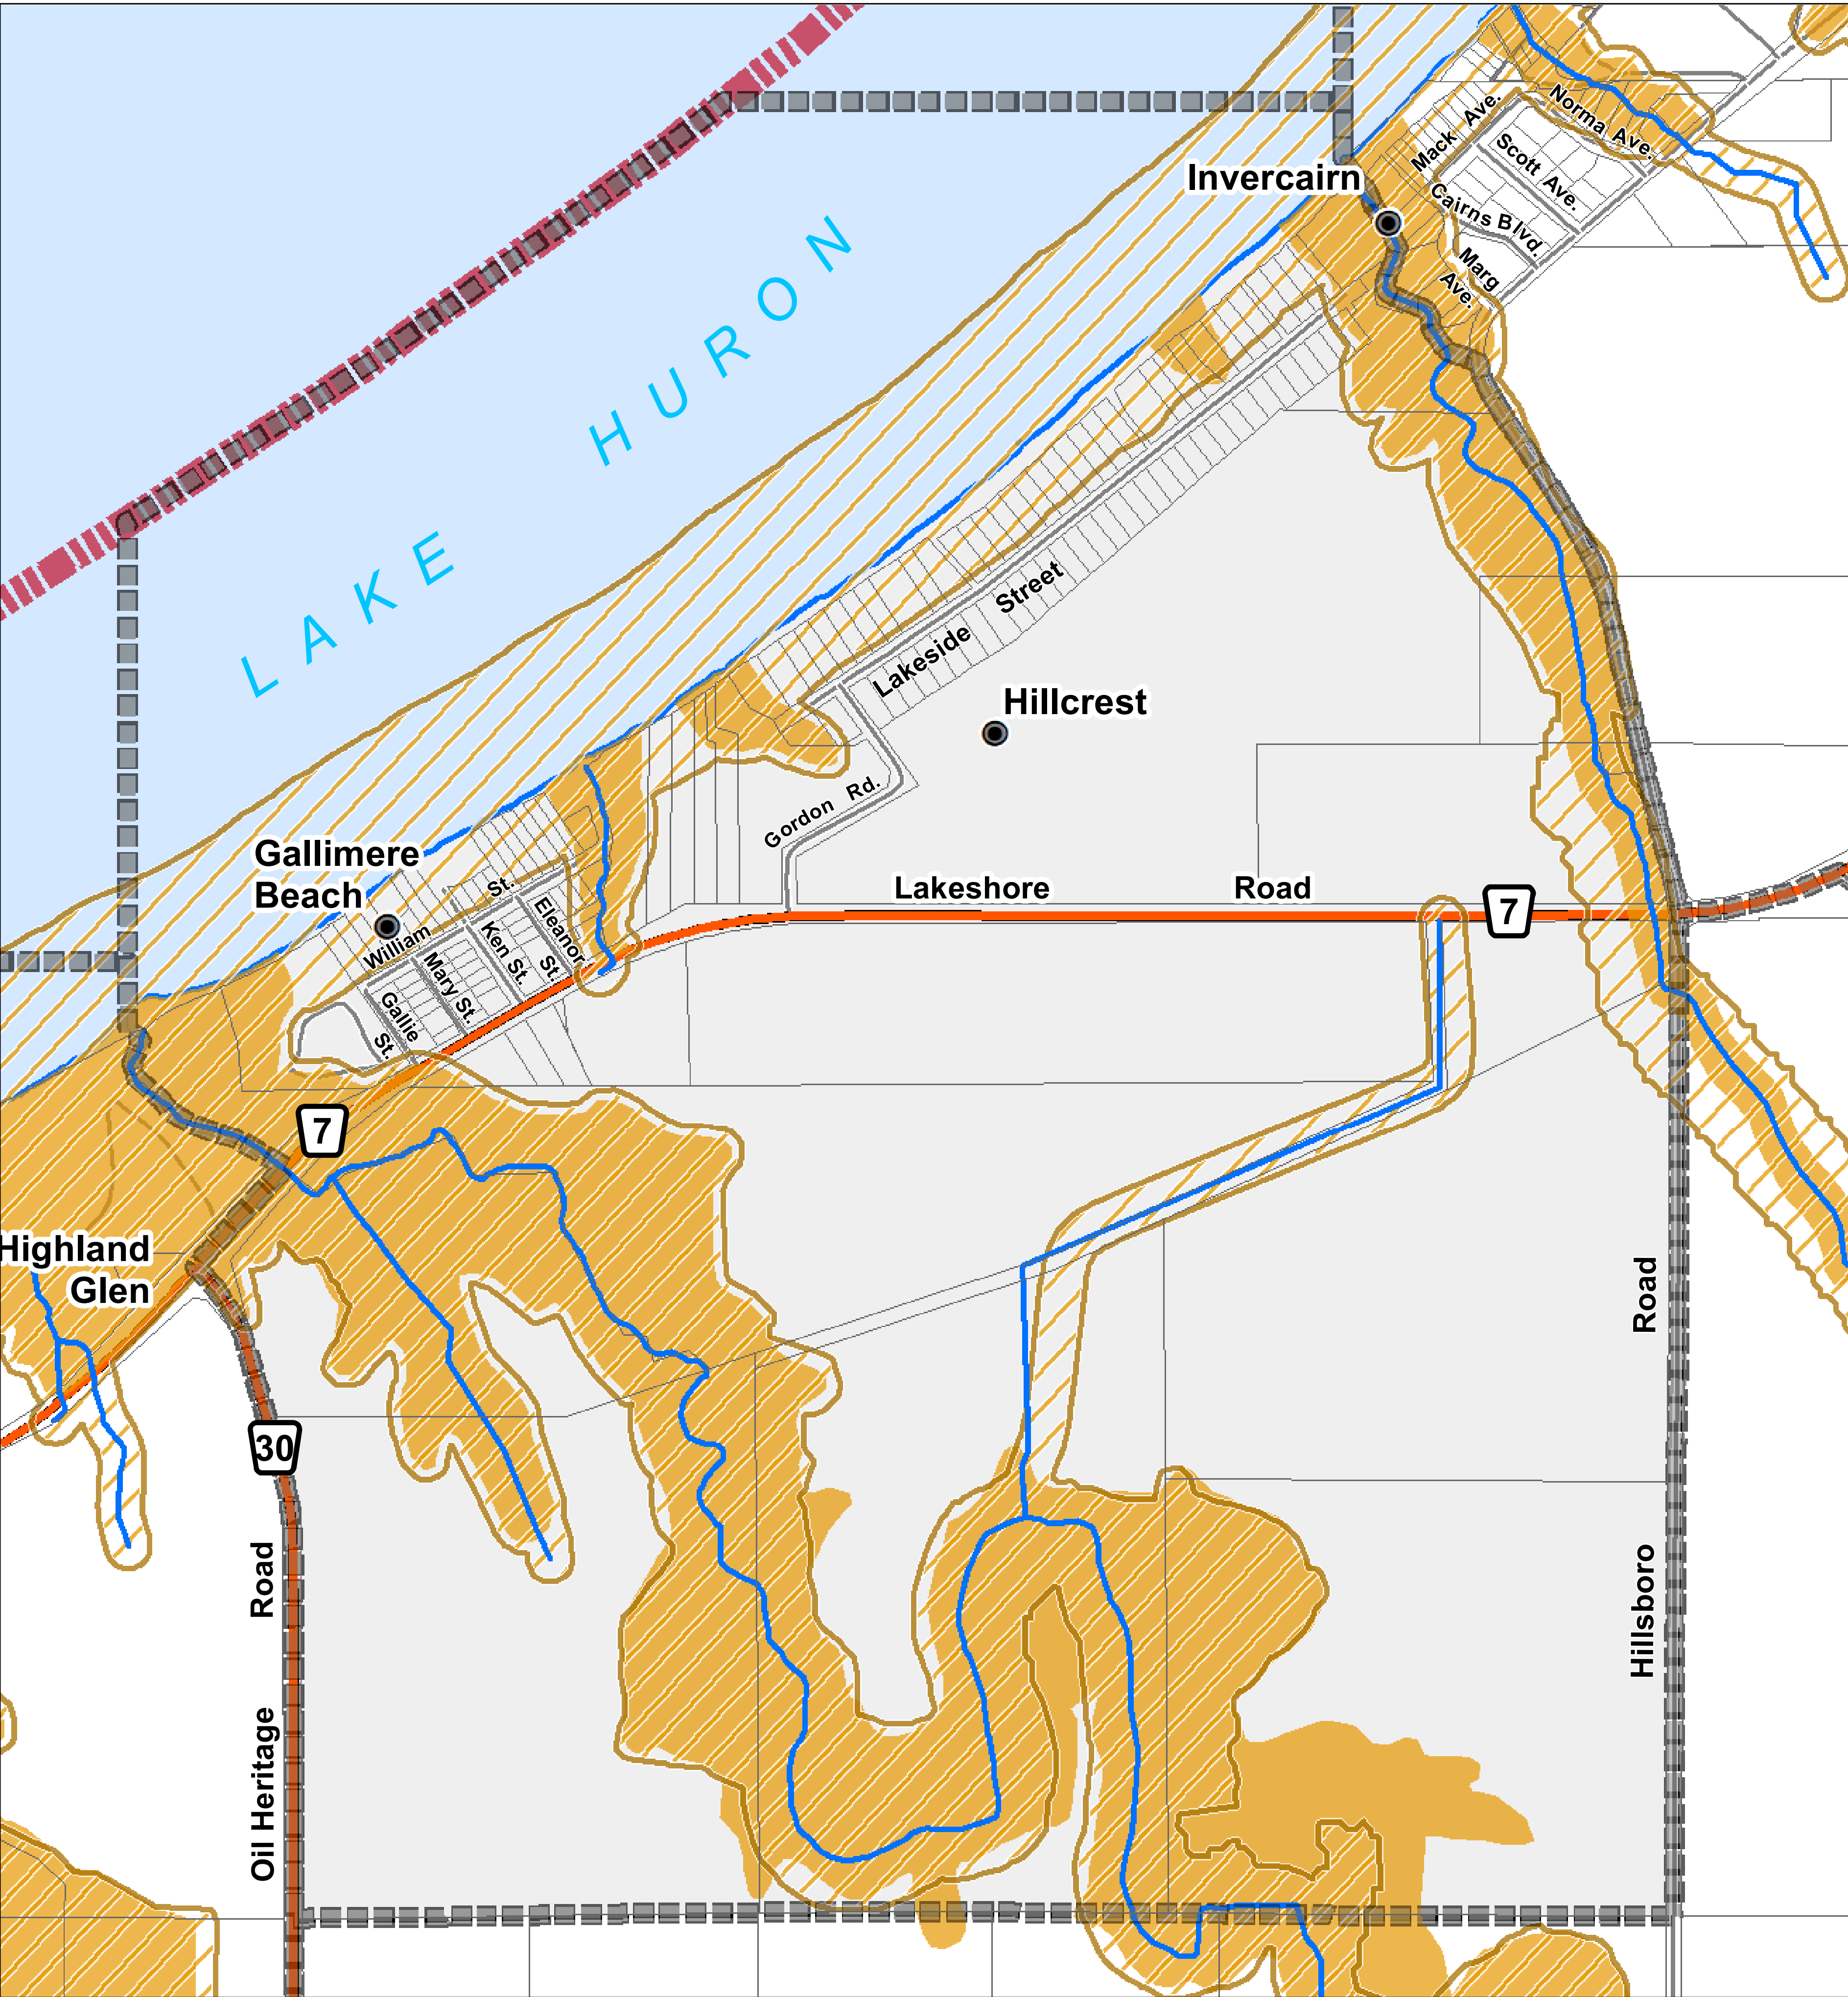 Norma Ave.
Mack Ave.
Scott Ave.
Invercairn
Cairns Blvd.
Marg
Ave.
LAKE HURON
Lakeside Street
Hillcrest
Gordon Rd.
Gallimere
Beach
Lakeshore Road
7
William St.
Eleanor St.
Ken St.
Mary St.
Gallie St.
7
Highland
Glen
30
Oil Heritage Road
Hillsboro Road